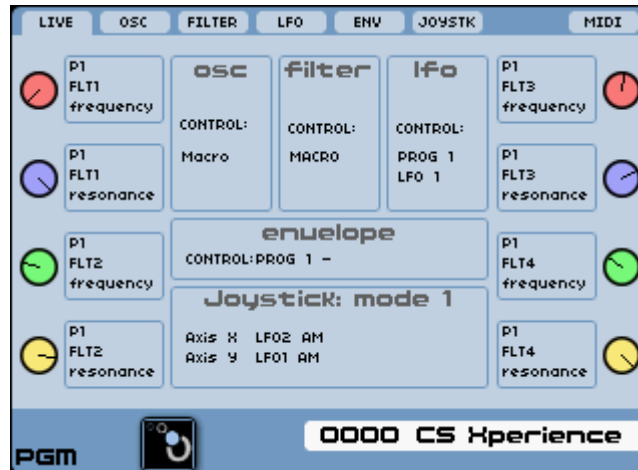 LIVE OSC FILTER LFO ENV JOYSTK MIDI
P1
FLT1
frequency
P1
FLT1
resonance
P1
FLT2
frequency
P1
FLT2
resonance
osc
CONTROL:
Macro
filter
CONTROL:
MACRO
lfo
CONTROL:
PROG 1
LFO 1
envelope
CONTROL:PROG 1 -
Joystick: mode 1
Axis X LFO2 AM
Axis Y LFO1 AM
P1
FLT3
frequency
P1
FLT3
resonance
P1
FLT4
frequency
P1
FLT4
resonance
PGM
0000 CS Xperience